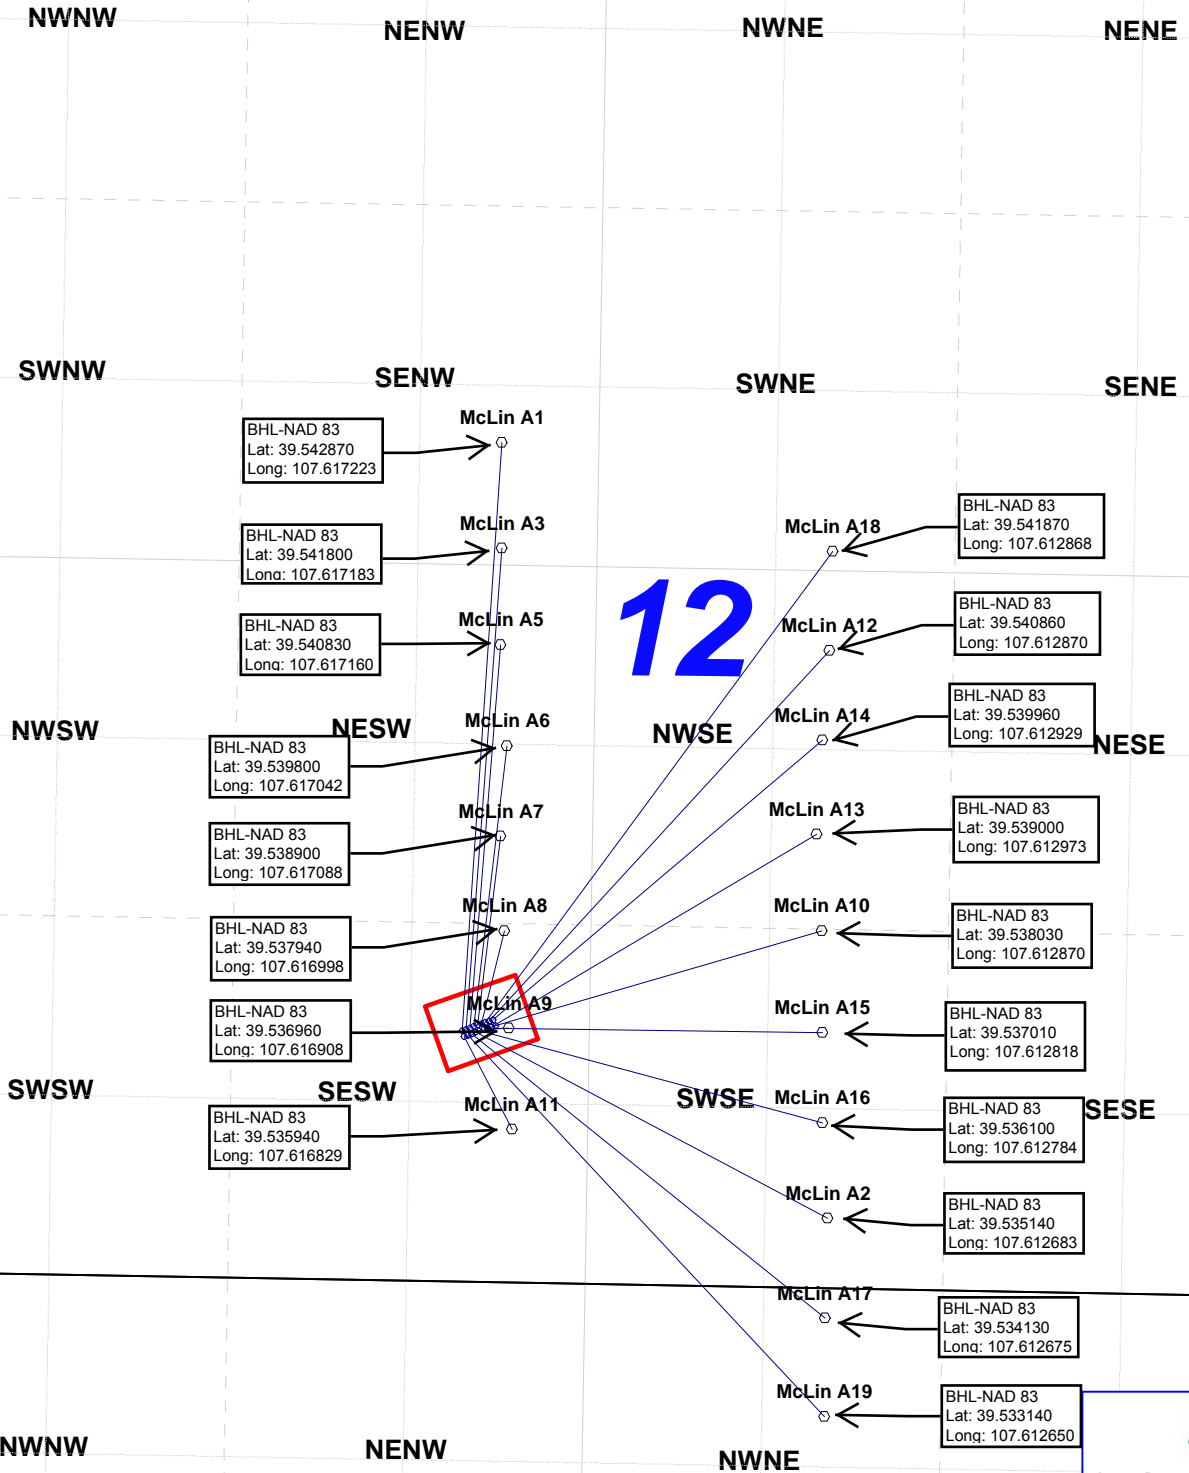 NWNW
NENW
NWNE
NENE
SWNW
SENW
SWNE
SENE
McLin A1
BHL-NAD 83
Lat: 39.542870
Long: 107.617223
McLin A3
BHL-NAD 83
Lat: 39.541800
Long: 107.617183
McLin A18
BHL-NAD 83
Lat: 39.541870
Long: 107.612868
12
McLin A5
BHL-NAD 83
Lat: 39.540830
Long: 107.617160
McLin A12
BHL-NAD 83
Lat: 39.540860
Long: 107.612870
NWSW
NESW
McLin A6
BHL-NAD 83
Lat: 39.539800
Long: 107.617042
NWSE
McLin A14
BHL-NAD 83
Lat: 39.539960
Long: 107.612929
NESE
McLin A7
BHL-NAD 83
Lat: 39.538900
Long: 107.617088
McLin A13
BHL-NAD 83
Lat: 39.539000
Long: 107.612973
McLin A8
BHL-NAD 83
Lat: 39.537940
Long: 107.616998
McLin A10
BHL-NAD 83
Lat: 39.538030
Long: 107.612870
McLin A9
BHL-NAD 83
Lat: 39.536960
Long: 107.616908
McLin A15
BHL-NAD 83
Lat: 39.537010
Long: 107.612818
SWSW
SESW
McLin A11
BHL-NAD 83
Lat: 39.535940
Long: 107.616829
SWSE
McLin A16
BHL-NAD 83
Lat: 39.536100
Long: 107.612784
SESE
McLin A2
BHL-NAD 83
Lat: 39.535140
Long: 107.612683
McLin A17
BHL-NAD 83
Lat: 39.534130
Long: 107.612675
McLin A19
BHL-NAD 83
Lat: 39.533140
Long: 107.612650
NWNW
NENW
NWNE